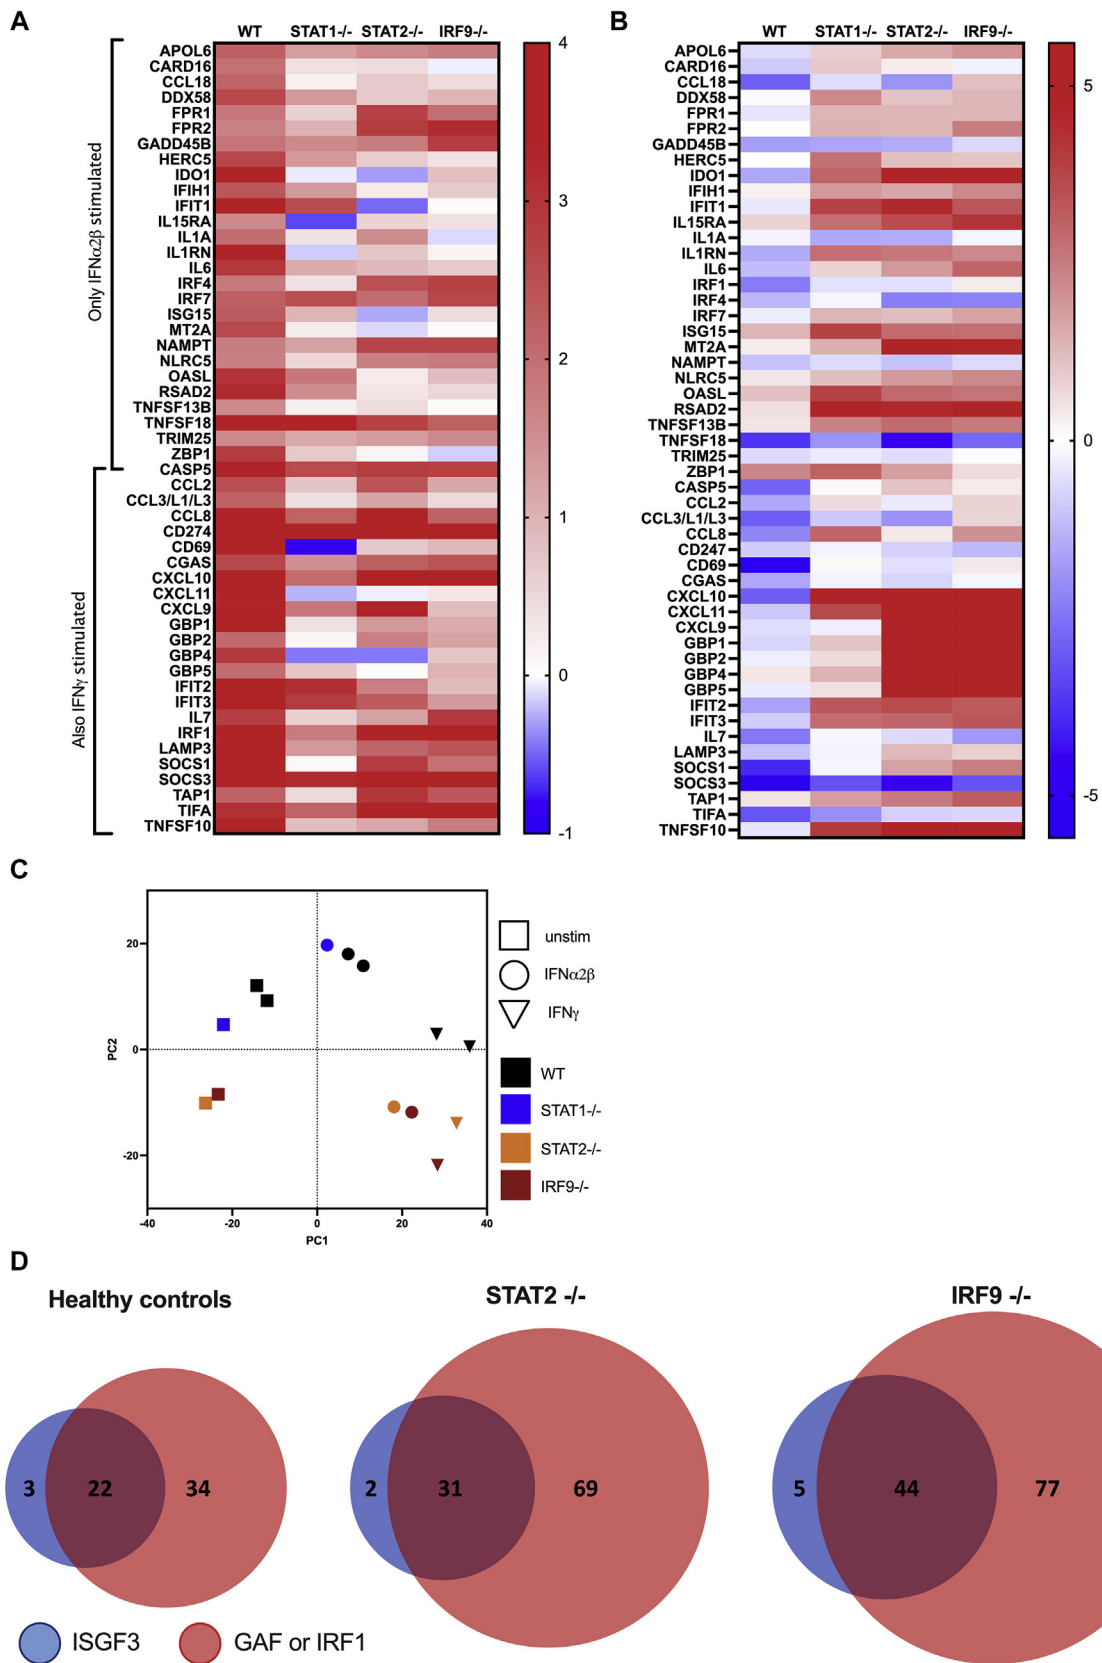 A
WT STAT1-/- STAT2-/- IRF9-/-
Only IFNα2β stimulated
APOL6
CARD16
CCL18
DDX58
FPR1
FPR2
GADD45B
HERC5
IDO1
IFIH1
IFIT1
IL15RA
IL1A
IL1RN
IL6
IRF4
IRF7
ISG15
MT2A
NAMPT
NLRC5
OASL
RSAD2
TNFSF13B
TNFSF18
TRIM25
ZBP1
Also IFNγ stimulated
CASP5
CCL2
CCL3/L1/L3
CCL8
CD274
CD69
CGAS
CXCL10
CXCL11
CXCL9
GBP1
GBP2
GBP4
GBP5
IFIT2
IFIT3
IL7
IRF1
LAMP3
SOCS1
SOCS3
TAP1
TIFA
TNFSF10
4
3
2
1
0
-1
B
WT STAT1-/- STAT2-/- IRF9-/-
APOL6
CARD16
CCL18
DDX58
FPR1
FPR2
GADD45B
HERC5
IDO1
IFIH1
IFIT1
IL15RA
IL1A
IL1RN
IL6
IRF1
IRF4
IRF7
ISG15
MT2A
NAMPT
NLRC5
OASL
RSAD2
TNFSF13B
TNFSF18
TRIM25
ZBP1
CASP5
CCL2
CCL3/L1/L3
CCL8
CD247
CD69
CGAS
CXCL10
CXCL11
CXCL9
GBP1
GBP2
GBP4
GBP5
IFIT2
IFIT3
IL7
LAMP3
SOCS1
SOCS3
TAP1
TIFA
TNFSF10
5
0
-5
C
PC2
20
0
-20
-40 -20 0 20 40
PC1
unstim
IFNα2β
IFNγ
WT
STAT1-/-
STAT2-/-
IRF9-/-
D
Healthy controls
STAT2 -/-
IRF9 -/-
3 22 34
2 31 69
5 44 77
ISGF3
GAF or IRF1